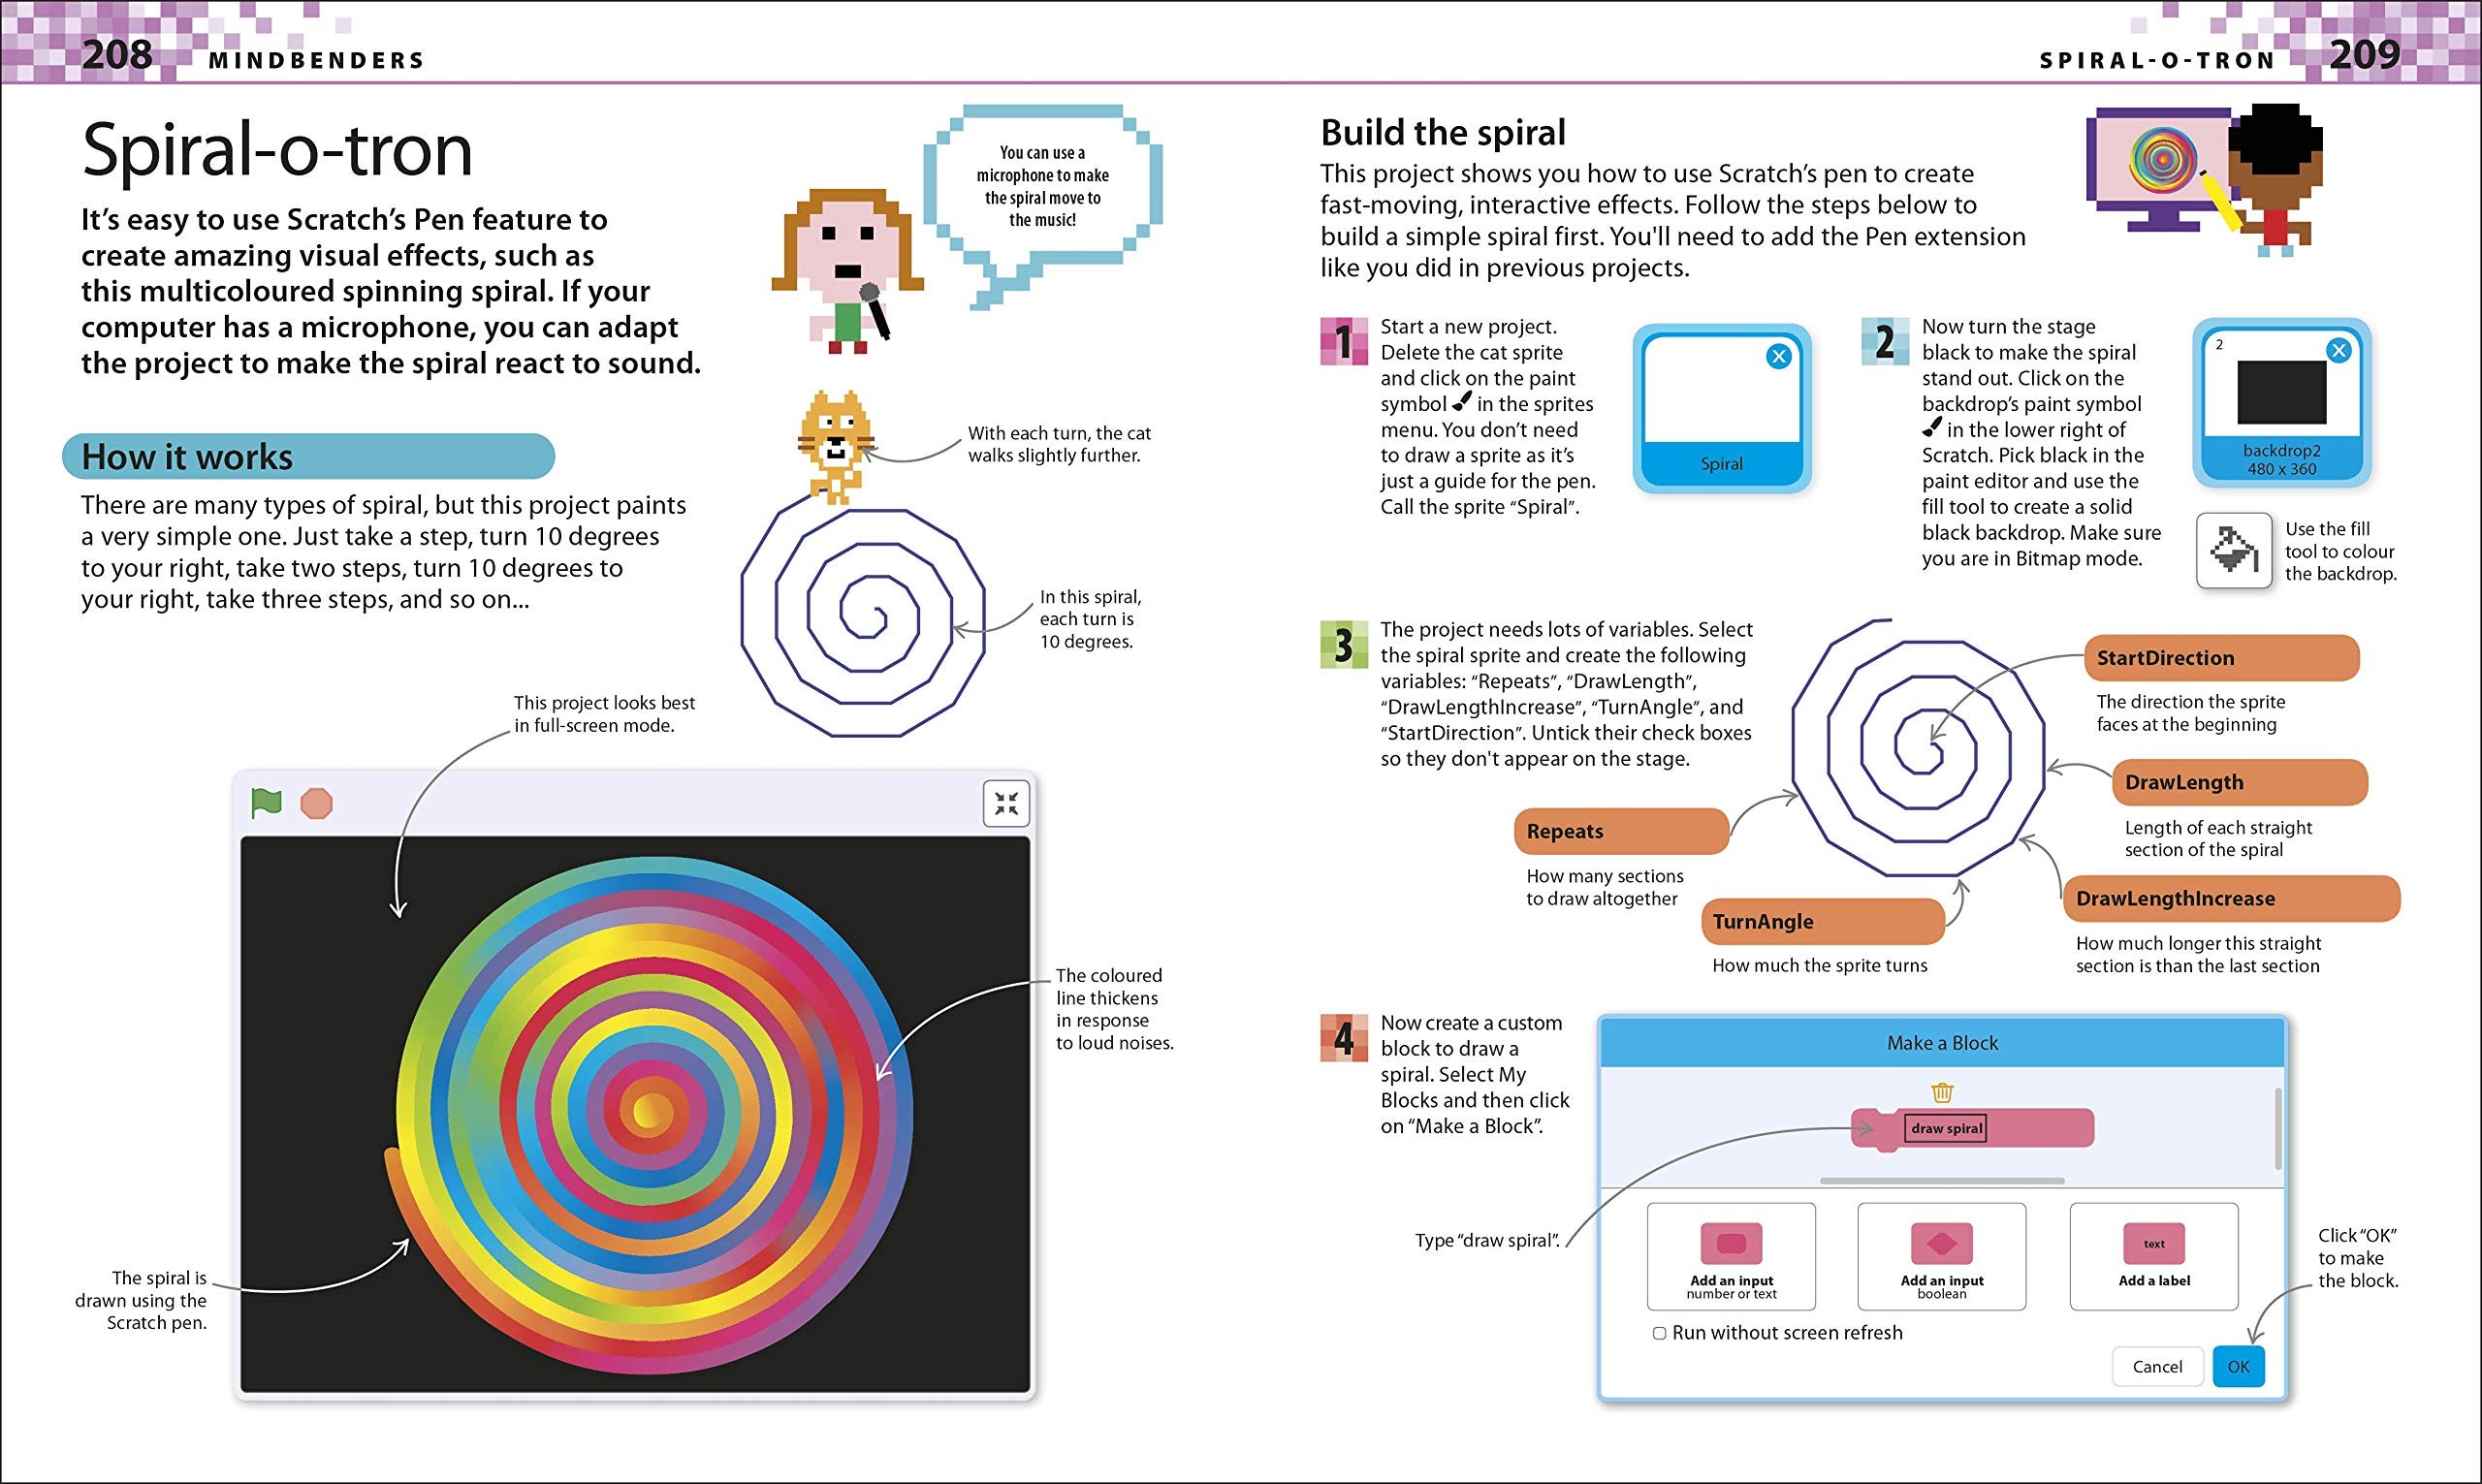 208 MINDBENDERS
Spiral-o-tron
It’s easy to use Scratch’s Pen feature to
create amazing visual effects, such as
this multicoloured spinning spiral. If your
computer has a microphone, you can adapt
the project to make the spiral react to sound.
You can use a
microphone to make
the spiral move to
the music!
How it works
There are many types of spiral, but this project paints
a very simple one. Just take a step, turn 10 degrees
to your right, take two steps, turn 10 degrees to
your right, take three steps, and so on...
With each turn, the cat
walks slightly further.
In this spiral,
each turn is
10 degrees.
This project looks best
in full-screen mode.
The coloured
line thickens
in response
to loud noises.
The spiral is
drawn using the
Scratch pen.
SPIRAL-O-TRON 209
Build the spiral
This project shows you how to use Scratch’s pen to create
fast-moving, interactive effects. Follow the steps below to
build a simple spiral first. You'll need to add the Pen extension
like you did in previous projects.
1
Start a new project.
Delete the cat sprite
and click on the paint
symbol in the sprites
menu. You don’t need
to draw a sprite as it’s
just a guide for the pen.
Call the sprite “Spiral”.
X
Spiral
2
Now turn the stage
black to make the spiral
stand out. Click on the
backdrop’s paint symbol
in the lower right of
Scratch. Pick black in the
paint editor and use the
fill tool to create a solid
black backdrop. Make sure
you are in Bitmap mode.
2
X
backdrop2
480 x 360
Use the fill
tool to colour
the backdrop.
3
The project needs lots of variables. Select
the spiral sprite and create the following
variables: “Repeats”, “DrawLength”,
“DrawLengthIncrease”, “TurnAngle”, and
“StartDirection”. Untick their check boxes
so they don't appear on the stage.
StartDirection
The direction the sprite
faces at the beginning
DrawLength
Length of each straight
section of the spiral
Repeats
How many sections
to draw altogether
DrawLengthIncrease
How much longer this straight
section is than the last section
TurnAngle
How much the sprite turns
4
Now create a custom
block to draw a
spiral. Select My
Blocks and then click
on “Make a Block”.
Make a Block
draw spiral
Type “draw spiral”.
Add an input
number or text
Add an input
boolean
text
Add a label
Run without screen refresh
Cancel
OK
Click “OK”
to make
the block.